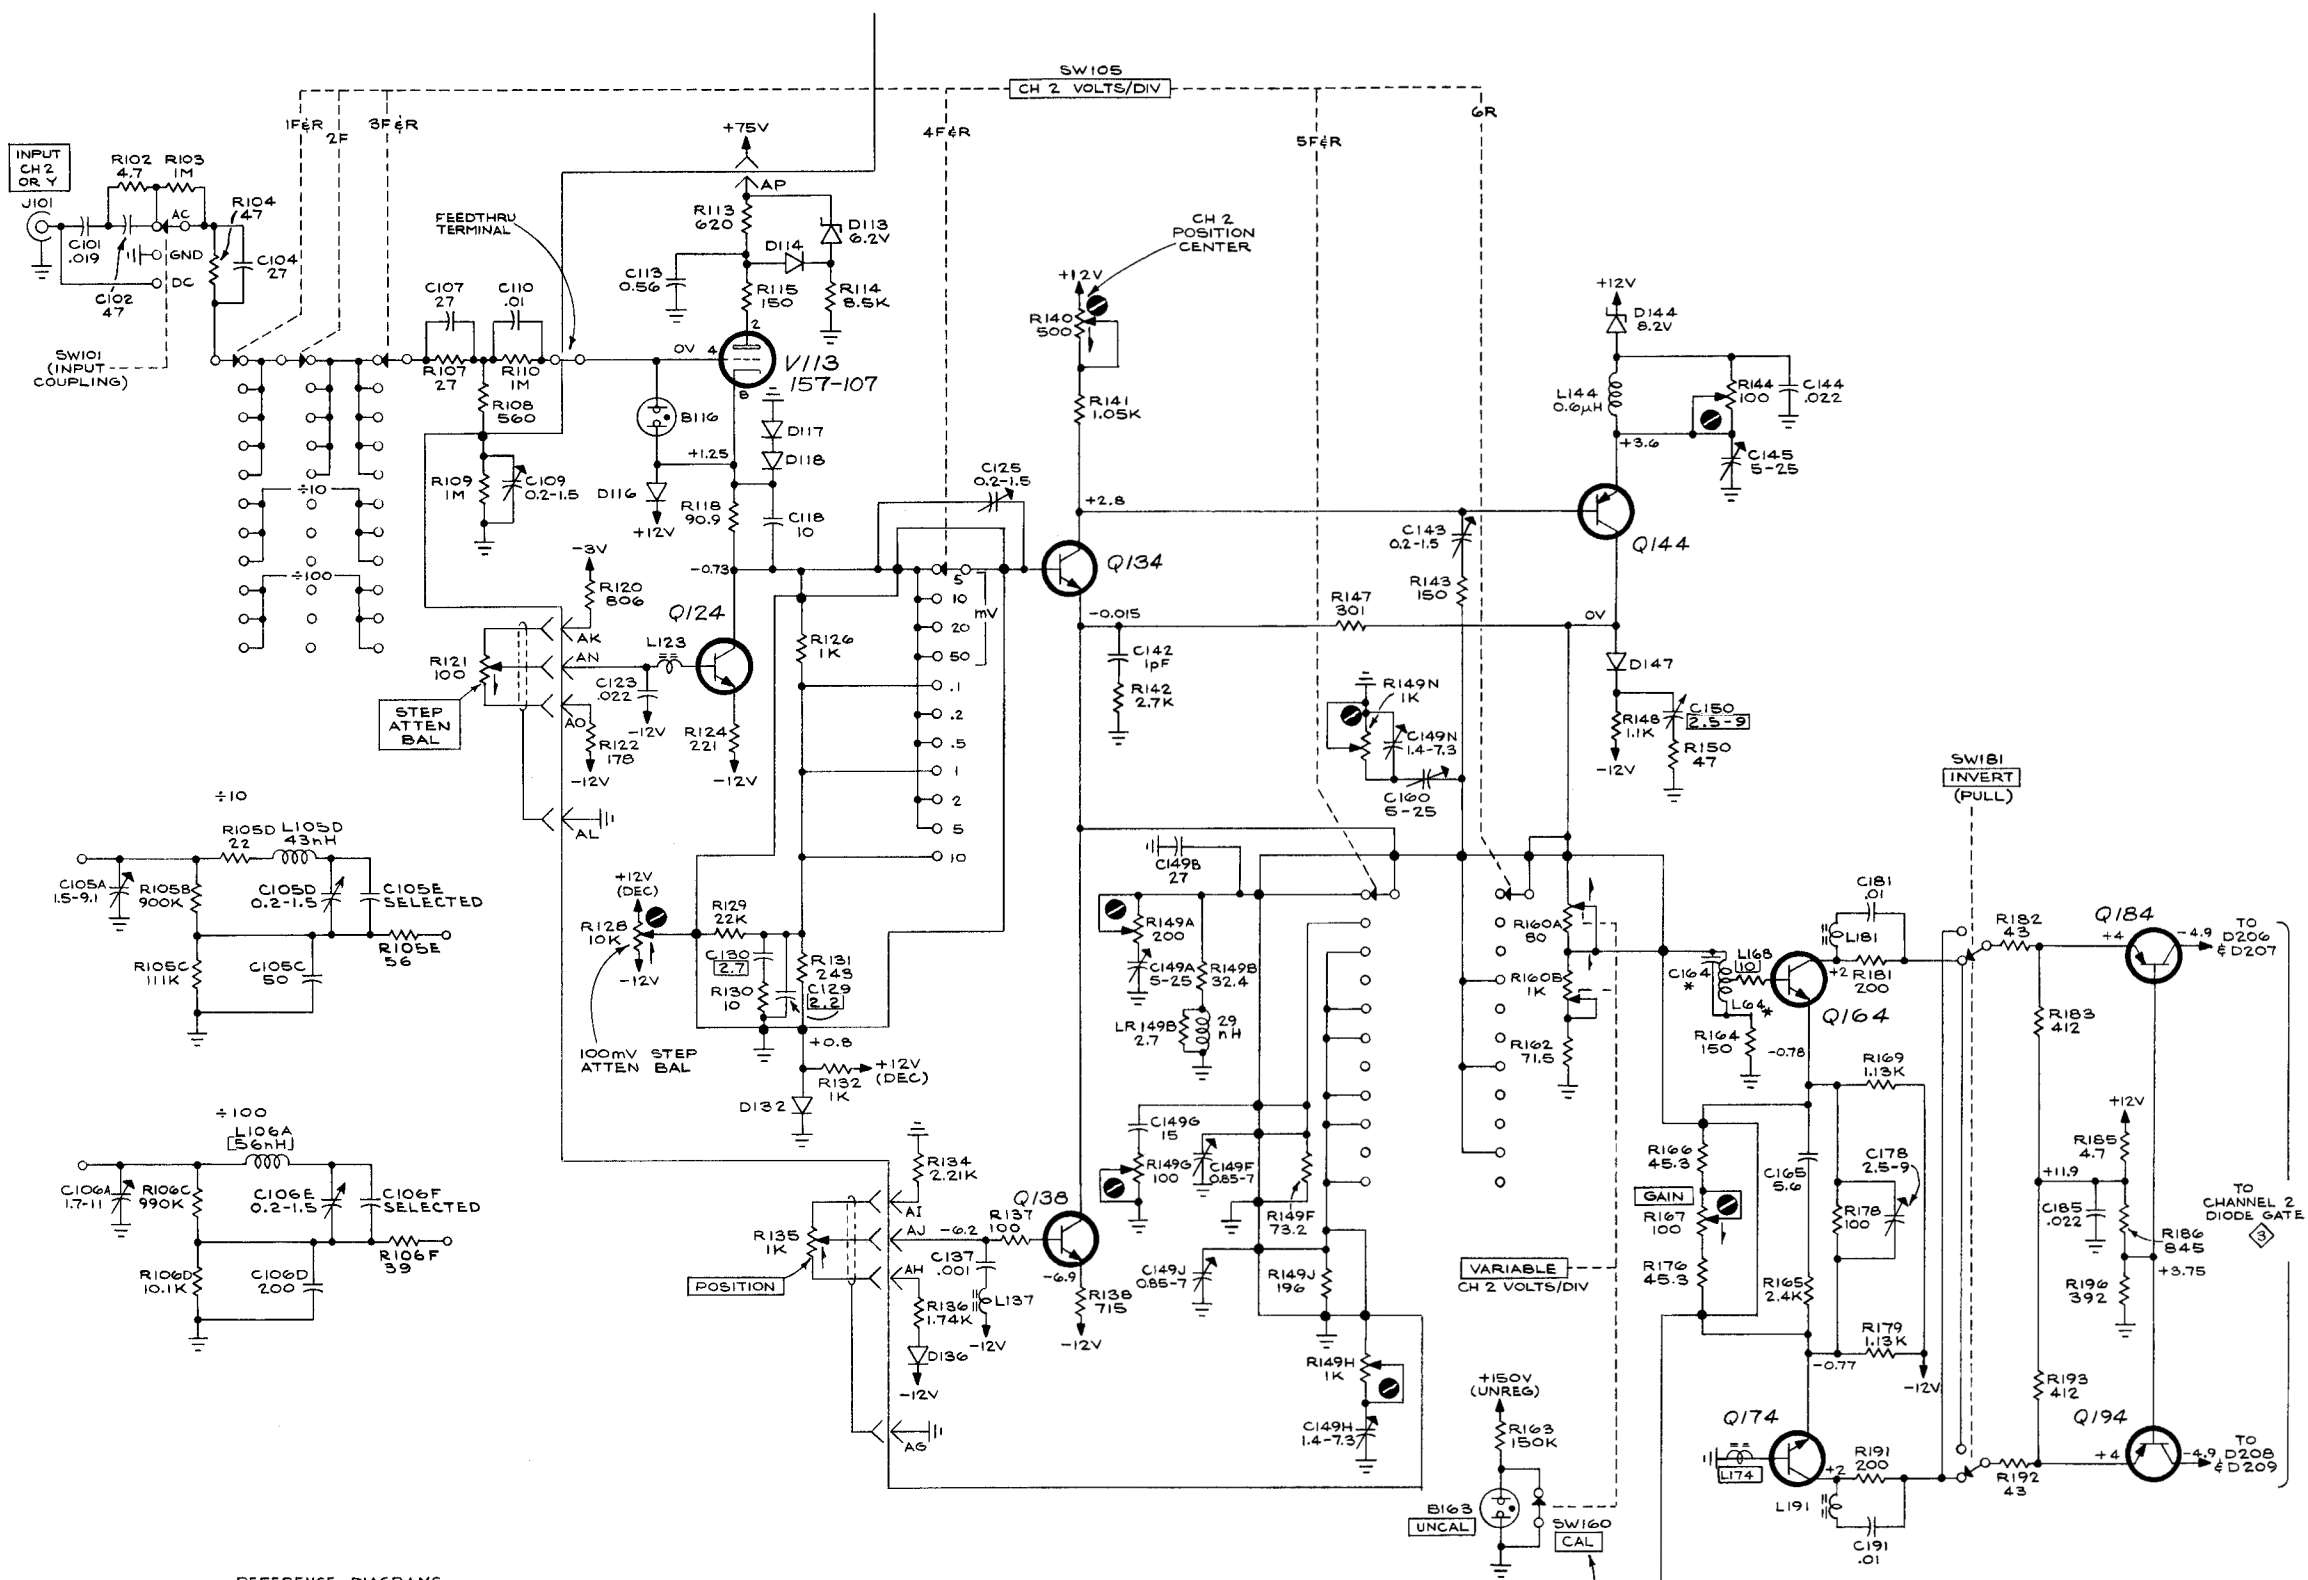 SW105
CH 2 VOLTS/DIV
1F&R
2F
3F&R
4F&R
5F&R
6R
INPUT
CH 2
OR Y
J101
R102
4.7
R103
1M
AC
GND
DC
C101
.019
C102
47
R104
47
C104
27
SW101
(INPUT
COUPLING)
FEEDTHRU
TERMINAL
C107
27
C110
.01
R107
27
R110
1M
R108
560
R109
1M
C109
0.2-1.5
÷10
÷100
+75V
AP
R113
620
D113
6.2V
D114
C113
0.56
R115
150
R114
8.5K
2
0V
4
8
V113
157-107
B116
D117
D118
+1.25
D116
+12V
R118
90.9
C118
10
-3V
R120
806
-0.73
Q124
L123
AK
AN
AO
AL
R121
100
STEP
ATTEN
BAL
C123
.022
-12V
R122
178
-12V
R124
221
-12V
R126
1K
C125
0.2-1.5
5
10
20
50
mV
.1
.2
.5
1
2
5
10
CH 2
POSITION
CENTER
+12V
R140
500
R141
1.05K
+2.8
Q134
-0.015
C142
1pF
R142
2.7K
R147
301
C143
0.2-1.5
R143
150
0V
+12V
D144
8.2V
L144
0.6µH
R144
100
C144
.022
+3.6
C145
5-25
Q144
D147
R148
1.1K
-12V
C150
2.5-9
R150
47
R149N
1K
C149N
1.4-7.3
C160
5-25
÷10
R105D
22
L105D
43nH
C105A
1.5-9.1
R105B
900K
C105D
0.2-1.5
C105E
SELECTED
R105C
111K
C105C
50
R105E
56
÷100
L106A
[56nH]
C106A
1.7-11
R106C
990K
C106E
0.2-1.5
C106F
SELECTED
R106D
10.1K
C106D
200
R106F
39
+12V
(DEC)
R128
10K
-12V
R129
22K
C130
2.7
R130
10
R131
243
C129
2.2
100mV STEP
ATTEN BAL
+0.8
R132
1K
+12V
(DEC)
D132
R134
2.21K
AI
AJ
AH
AG
-6.2
R137
100
Q138
R135
1K
POSITION
C137
.001
L137
-12V
R136
1.74K
D136
-12V
-6.9
R138
715
-12V
C149B
27
R149A
200
C149A
5-25
R149B
32.4
LR149B
2.7
29
nH
C149G
15
R149G
100
C149F
0.85-7
R149F
73.2
C149J
0.85-7
R149J
196
R149H
1K
C149H
1.4-7.3
R160A
80
R160B
1K
R162
71.5
VARIABLE
CH 2 VOLTS/DIV
+150V
(UNREG)
R163
150K
B163
UNCAL
SW160
CAL
C164
*
L168
10
L164*
R164
150
Q164
C181
.01
L181
+2
R181
200
-0.78
R169
1.13K
R166
45.3
GAIN
R167
100
R176
45.3
C165
5.6
R165
2.4K
R178
100
C178
2.5-9
R179
1.13K
-0.77
-12V
Q174
L174
+2
R191
200
L191
C191
.01
SW181
INVERT
(PULL)
R182
43
+4
Q184
-4.9
TO
D206
& D207
R183
412
+12V
R185
4.7
+11.9
C185
.022
R186
845
+3.75
R196
392
R193
412
Q194
R192
43
+4
-4.9
TO
D208
& D209
TO
CHANNEL 2
DIODE GATE
3
REFERENCE DIAGRAMS